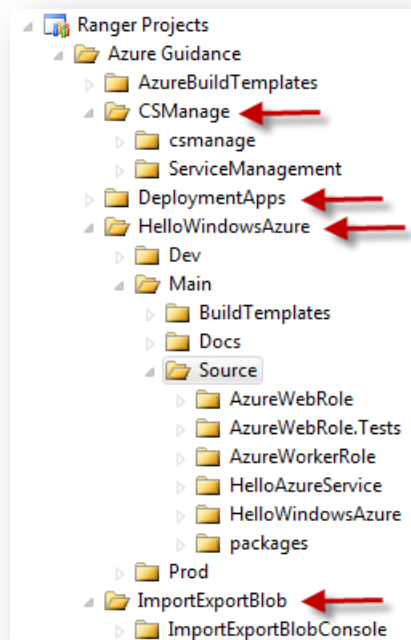 Ranger Projects
Azure Guidance
AzureBuildTemplates
CSManage
csmanage
ServiceManagement
DeploymentApps
HelloWindowsAzure
Dev
Main
BuildTemplates
Docs
Source
AzureWebRole
AzureWebRole.Tests
AzureWorkerRole
HelloAzureService
HelloWindowsAzure
packages
Prod
ImportExportBlob
ImportExportBlobConsole